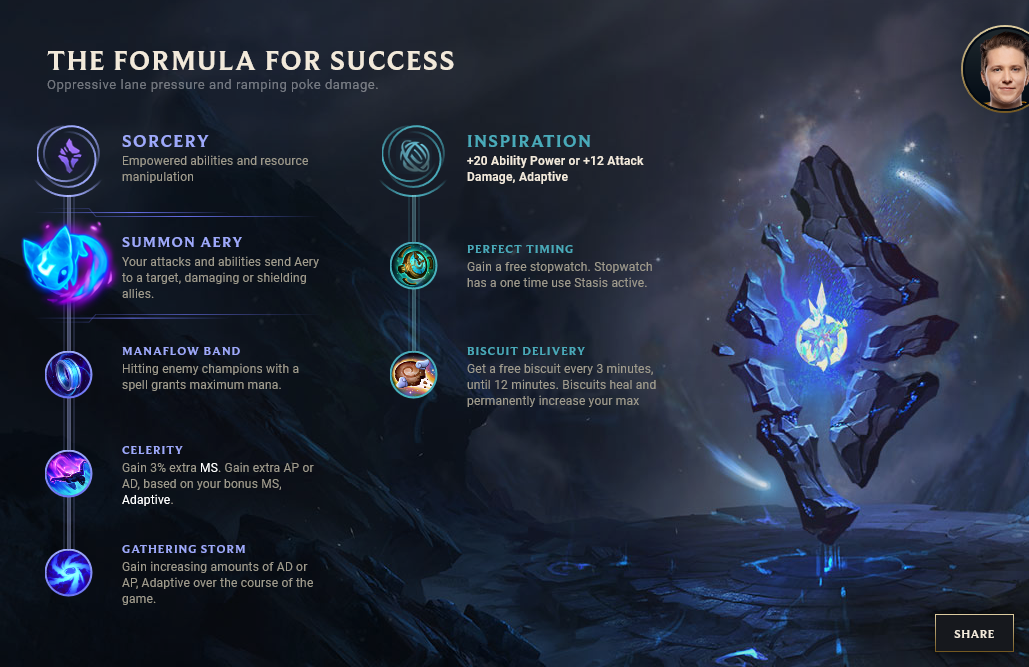 THE FORMULA FOR SUCCESS
Oppressive lane pressure and ramping poke damage.
SORCERY
Empowered abilities and resource
manipulation
SUMMON AERY
Your attacks and abilities send Aery
to a target, damaging or shielding
allies.
MANAFLOW BAND
Hitting enemy champions with a
spell grants maximum mana.
CELERITY
Gain 3% extra MS. Gain extra AP or
AD, based on your bonus MS,
Adaptive.
GATHERING STORM
Gain increasing amounts of AD or
AP, Adaptive over the course of the
game.
INSPIRATION
+20 Ability Power or +12 Attack
Damage, Adaptive
PERFECT TIMING
Gain a free stopwatch. Stopwatch
has a one time use Stasis active.
BISCUIT DELIVERY
Get a free biscuit every 3 minutes,
until 12 minutes. Biscuits heal and
permanently increase your max
SHARE